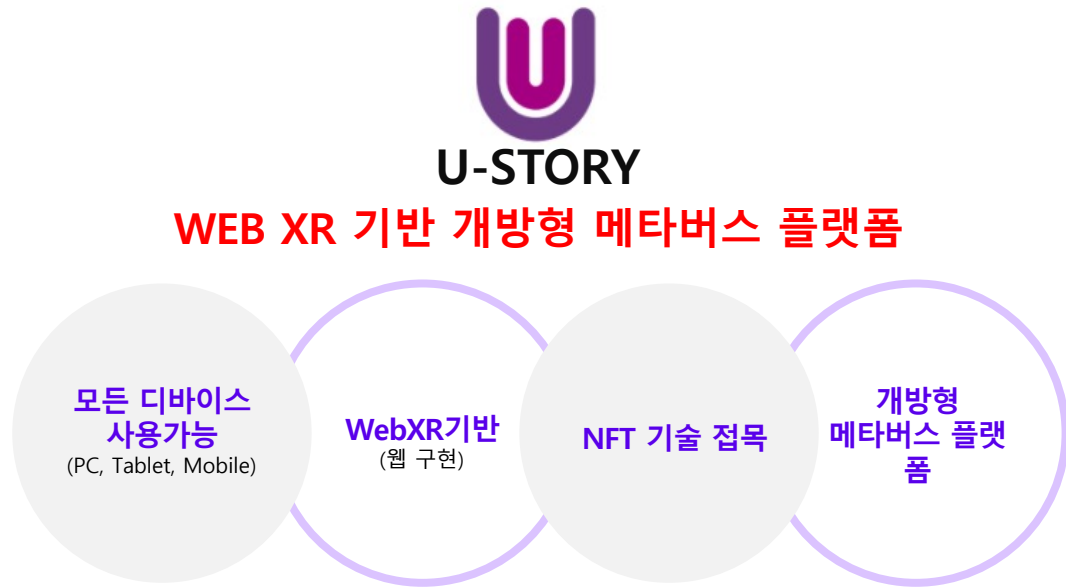 U-STORY
WEB XR 기반 개방형 메타버스 플랫폼
모든 디바이스
사용가능
(PC, Tablet, Mobile)
WebXR기반
(웹 구현)
NFT 기술 접목
개방형
메타버스 플랫
폼